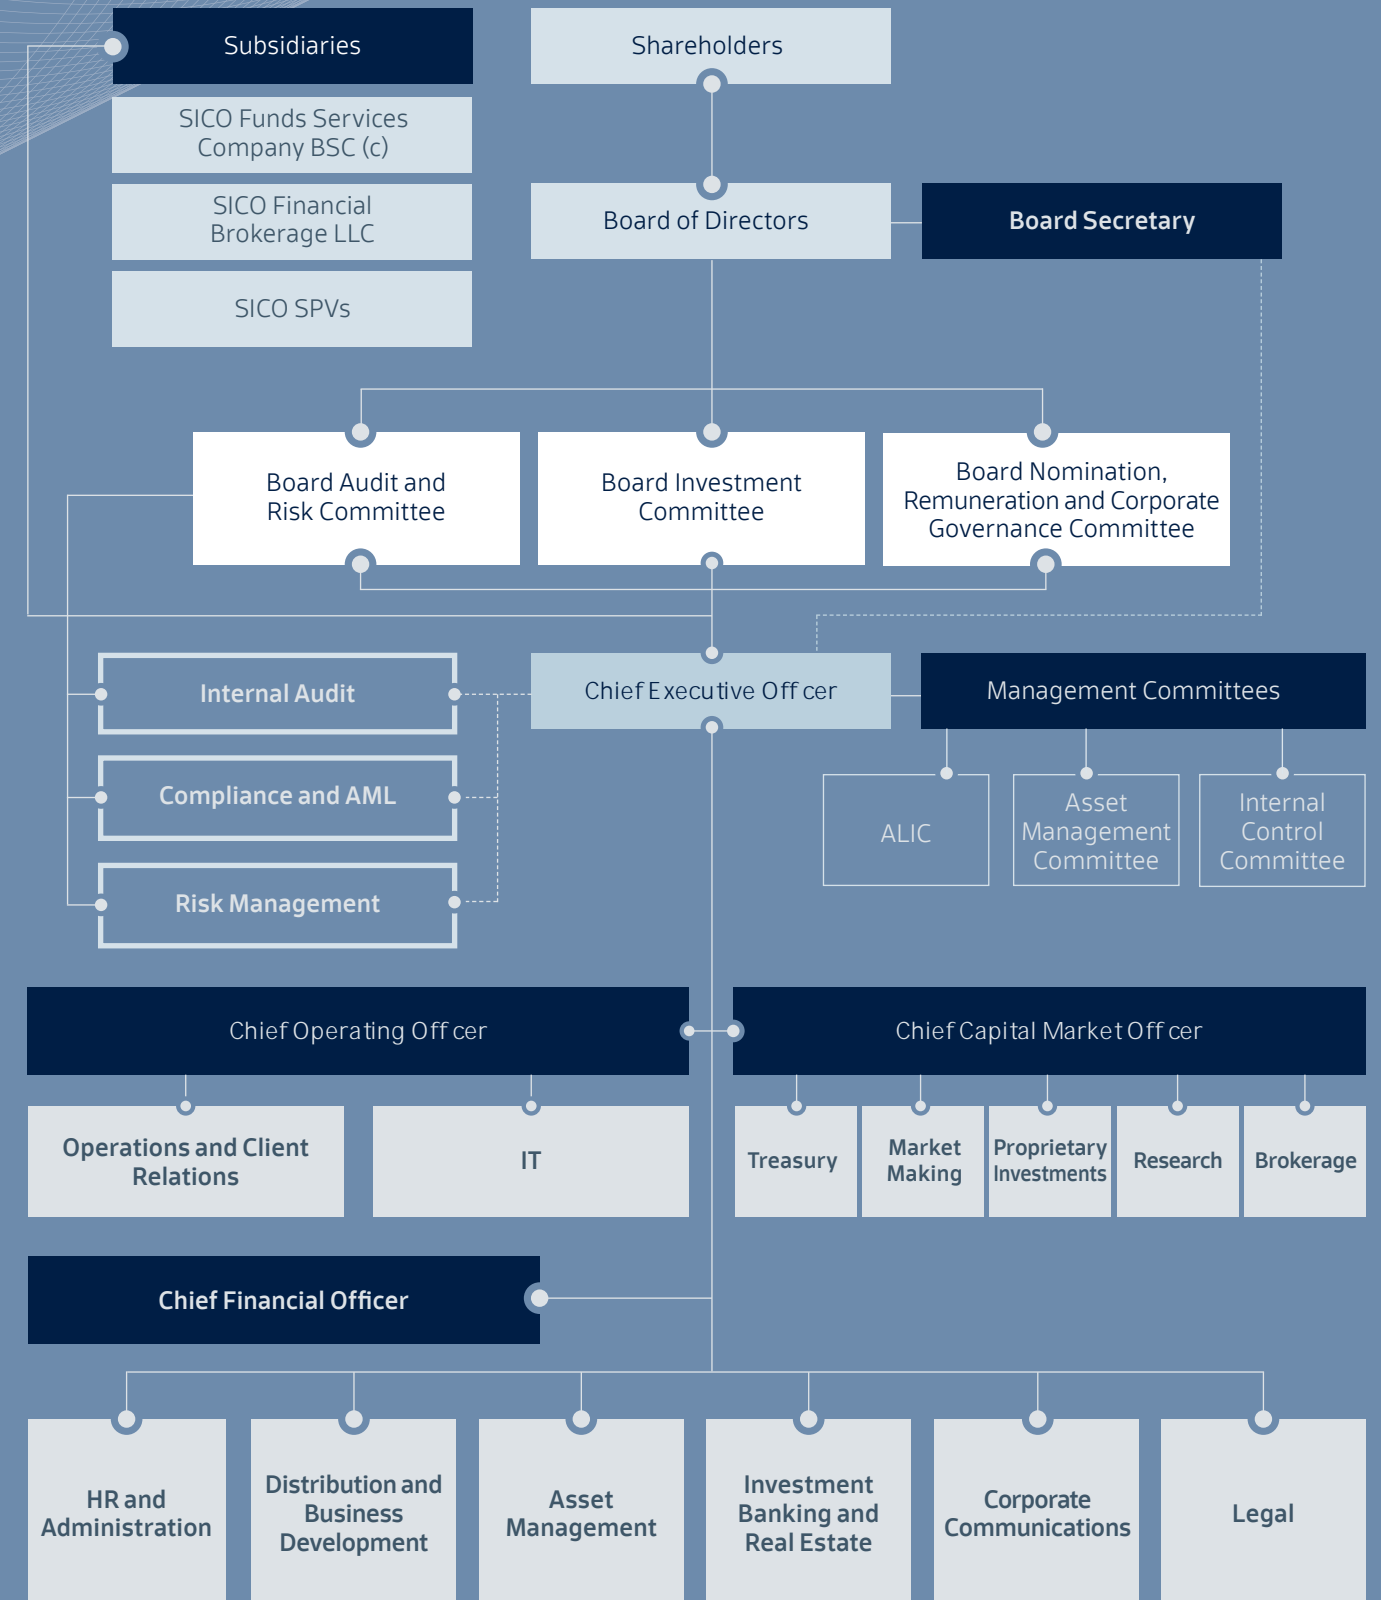 Subsidiaries
Shareholders
SICO Funds Services
Company BSC (c)
SICO Financial
Brokerage LLC
SICO SPVs
Board of Directors
Board Secretary
Board Audit and
Risk Committee
Board Investment
Committee
Board Nomination,
Remuneration and Corporate
Governance Committee
Internal Audit
Compliance and AML
Risk Management
Chief Executive Off cer
Management Committees
ALIC
Asset
Management
Committee
Internal
Control
Committee
Chief Operating Off cer
Chief Capital Market Off cer
Operations and Client
Relations
IT
Treasury
Market
Making
Proprietary
Investments
Research
Brokerage
Chief Financial Officer
HR and
Administration
Distribution and
Business
Development
Asset
Management
Investment
Banking and
Real Estate
Corporate
Communications
Legal